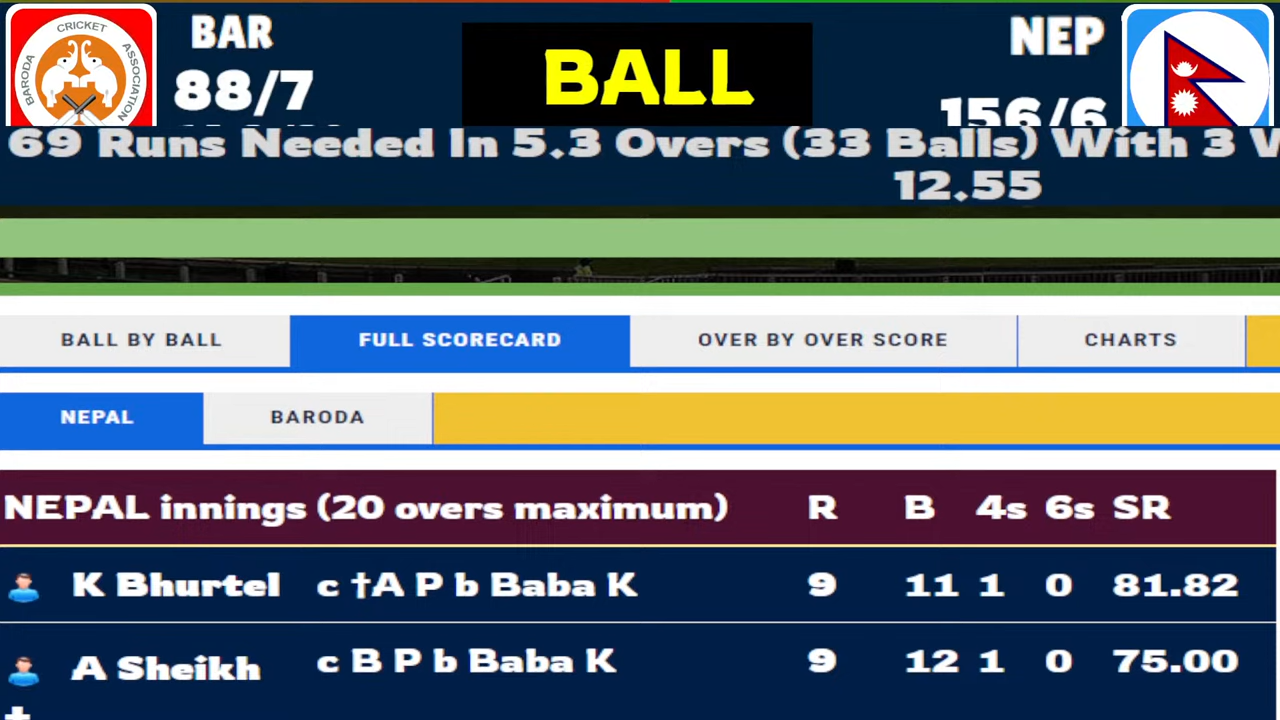 BARODA CRICKET ASSOCIATION
BAR
88/7
BALL
NEP
156/6
69 Runs Needed In 5.3 Overs (33 Balls) With 3
12.55
BALL BY BALL FULL SCORECARD OVER BY OVER SCORE CHARTS
NEPAL BARODA
NEPAL innings (20 overs maximum) R B 4s 6s SR
K Bhurtel c †A P b Baba K 9 11 1 0 81.82
A Sheikh c B P b Baba K 9 12 1 0 75.00